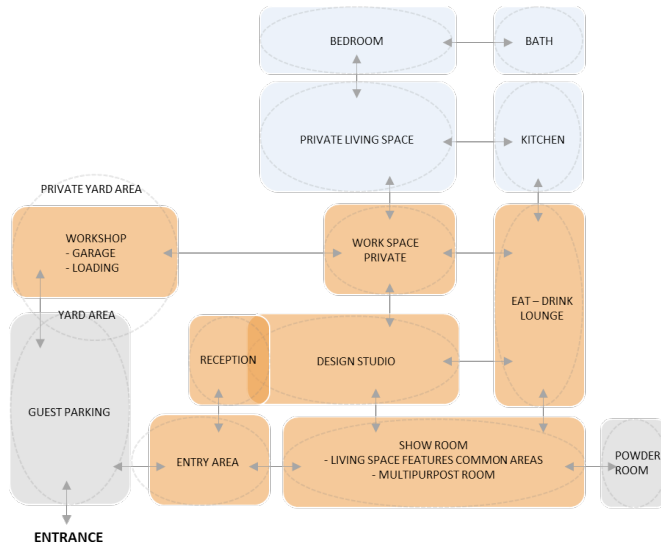 BEDROOM
BATH
PRIVATE LIVING SPACE
KITCHEN
PRIVATE YARD AREA
WORKSHOP
- GARAGE
- LOADING
WORK SPACE
PRIVATE
EAT – DRINK
LOUNGE
YARD AREA
RECEPTION
DESIGN STUDIO
GUEST PARKING
ENTRY AREA
SHOW ROOM
- LIVING SPACE FEATURES COMMON AREAS
- MULTIPURPOST ROOM
POWDER
ROOM
ENTRANCE